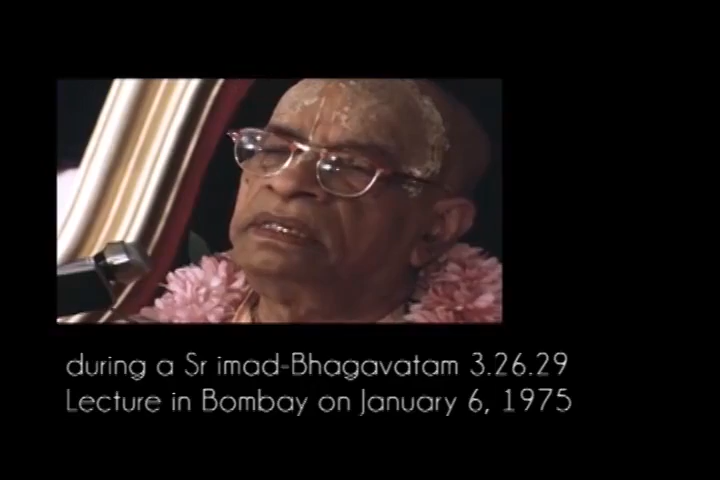 during a Sr imad-Bhagavatam 3.26.29
Lecture in Bombay on January 6, 1975